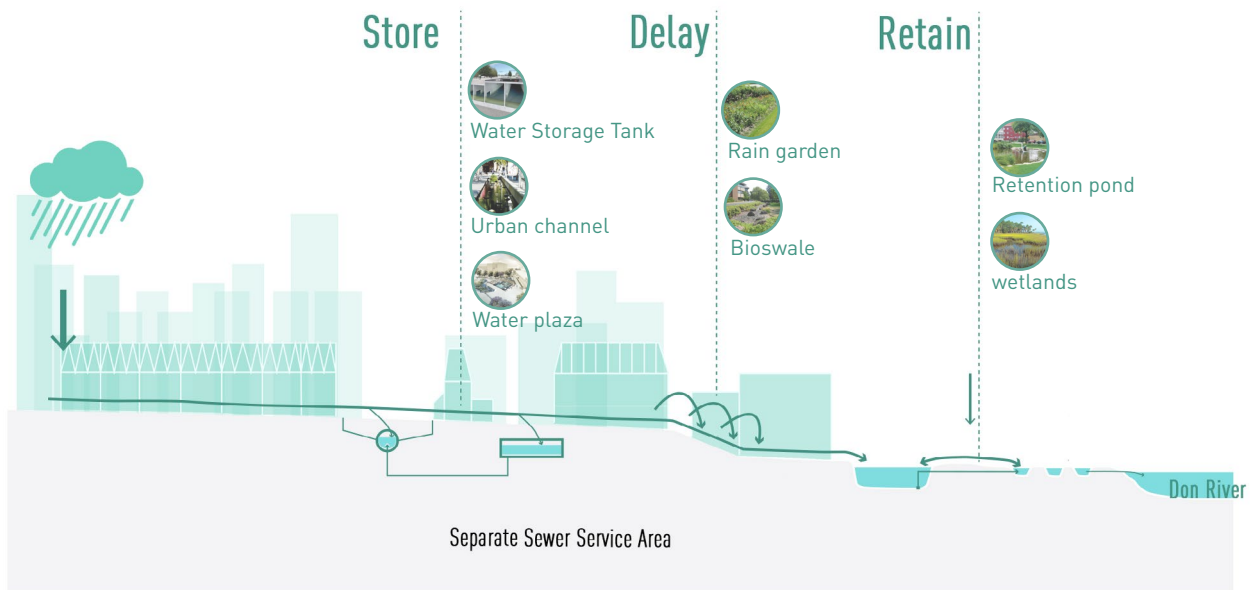 Store
Delay
Retain
Water Storage Tank
Urban channel
Water plaza
Rain garden
Bioswale
Retention pond
wetlands
Don River
Separate Sewer Service Area